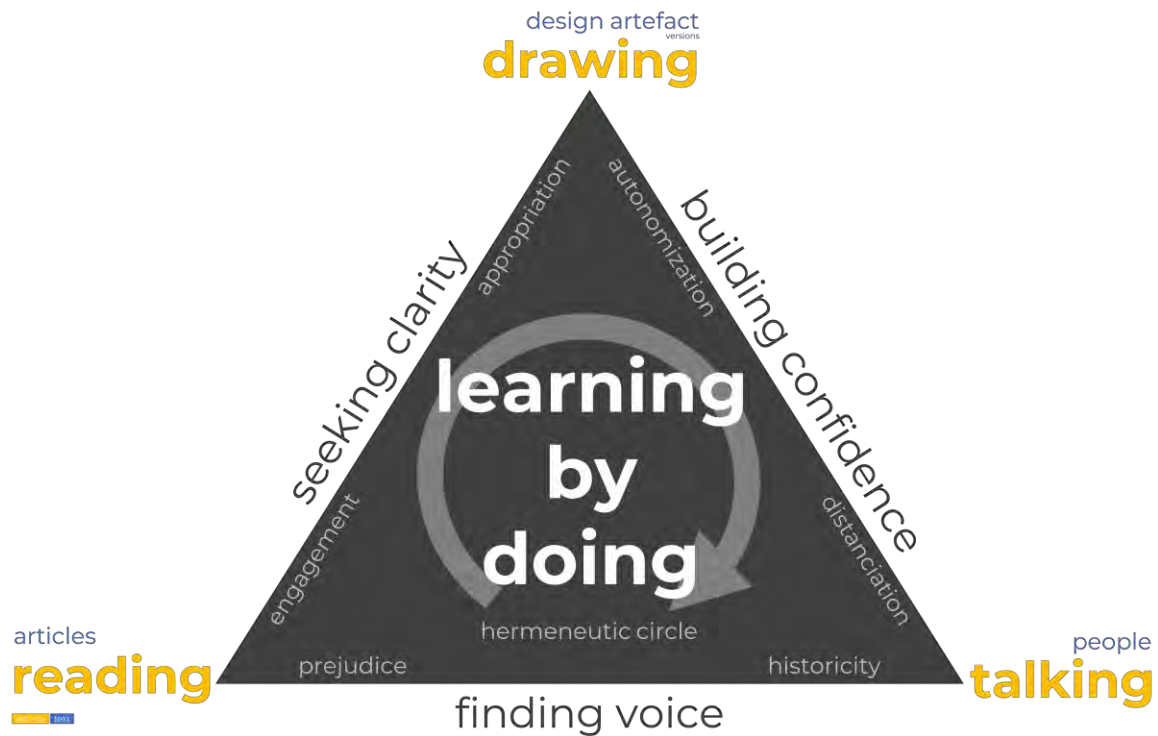 design artefact
versions
drawing
appropriation
autonomization
seeking clarity
building confidence
learning
by
doing
engagement
distanciation
hermeneutic circle
articles
reading
prejudice
historicity
people
talking
finding voice
text